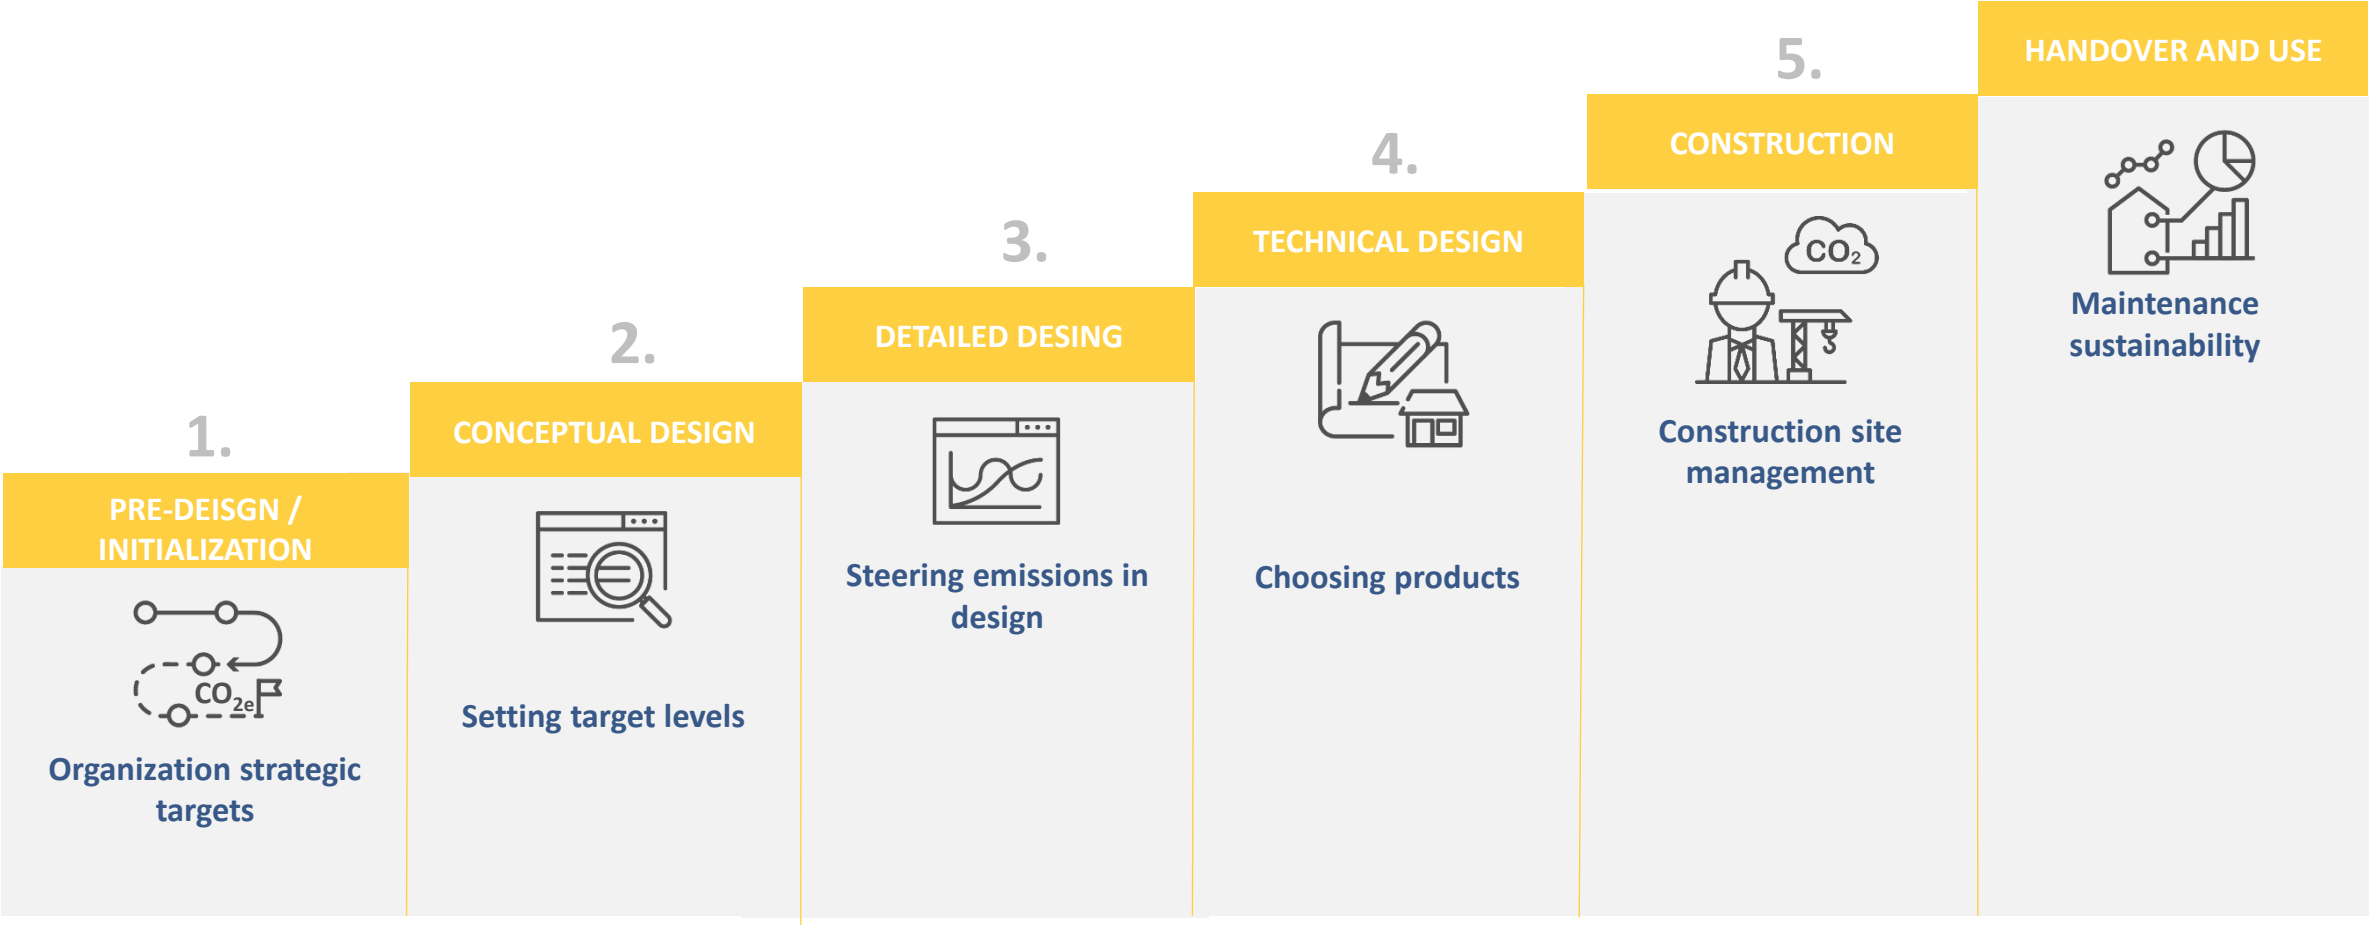 1.
PRE-DEISGN /
INITIALIZATION
CO2e
Organization strategic
targets
2.
CONCEPTUAL DESIGN
Setting target levels
3.
DETAILED DESING
Steering emissions in
design
4.
TECHNICAL DESIGN
Choosing products
5.
CONSTRUCTION
CO2
Construction site
management
HANDOVER AND USE
Maintenance
sustainability